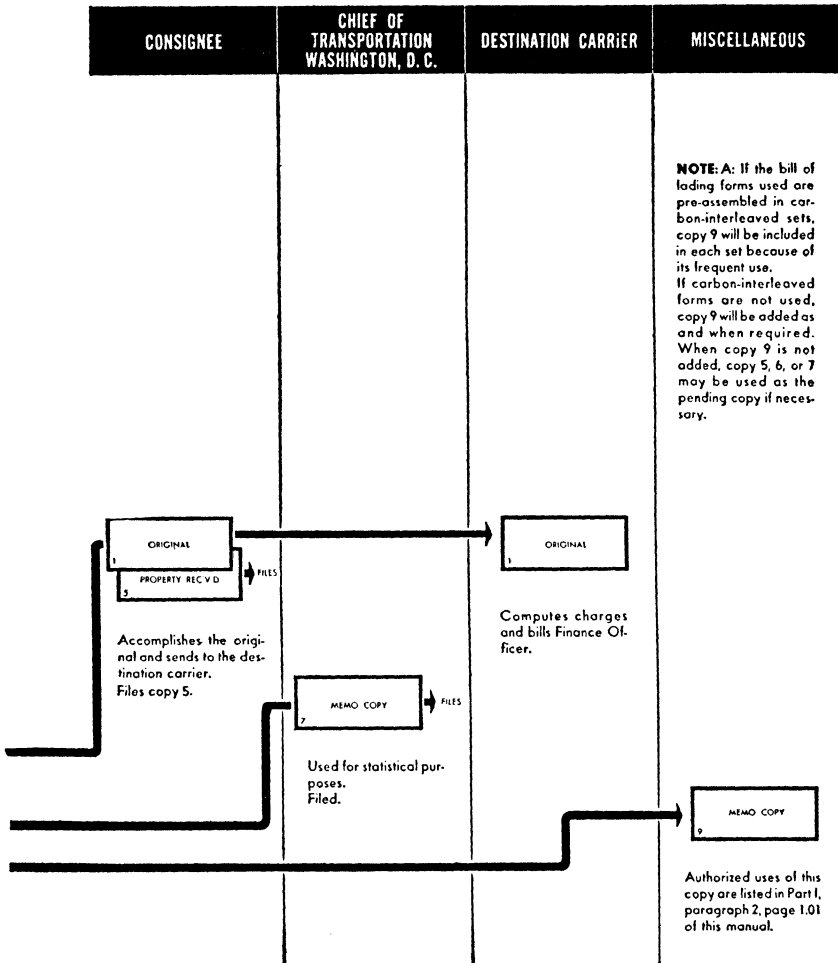 CONSIGNEE
CHIEF OF
TRANSPORTATION
WASHINGTON, D. C.
DESTINATION CARRiER
MISCELLANEOUS
NOTE: A: If the bill of
lading forms used are
pre-assembled in car-
bon-interleaved sets,
copy 9 will be included
in each set because of
its frequent use.
If carbon-interleaved
forms are not used,
copy 9 will be added as
and when required.
When copy 9 is not
added, copy 5, 6, or 7
may be used as the
pending copy if neces-
sary.
ORIGINAL
1
PROPERTY REC V D
5
FILES
Accomplishes the origi-
nal and sends to the des-
tination carrier.
Files copy 5.
ORIGINAL
1
Computes charges
and bills Finance Of-
ficer.
MEMO COPY
7
FILES
Used for statistical pur-
poses.
Filed.
MEMO COPY
9
Authorized uses of this
copy are listed in Part I,
paragraph 2, page 1.01
of this manual.